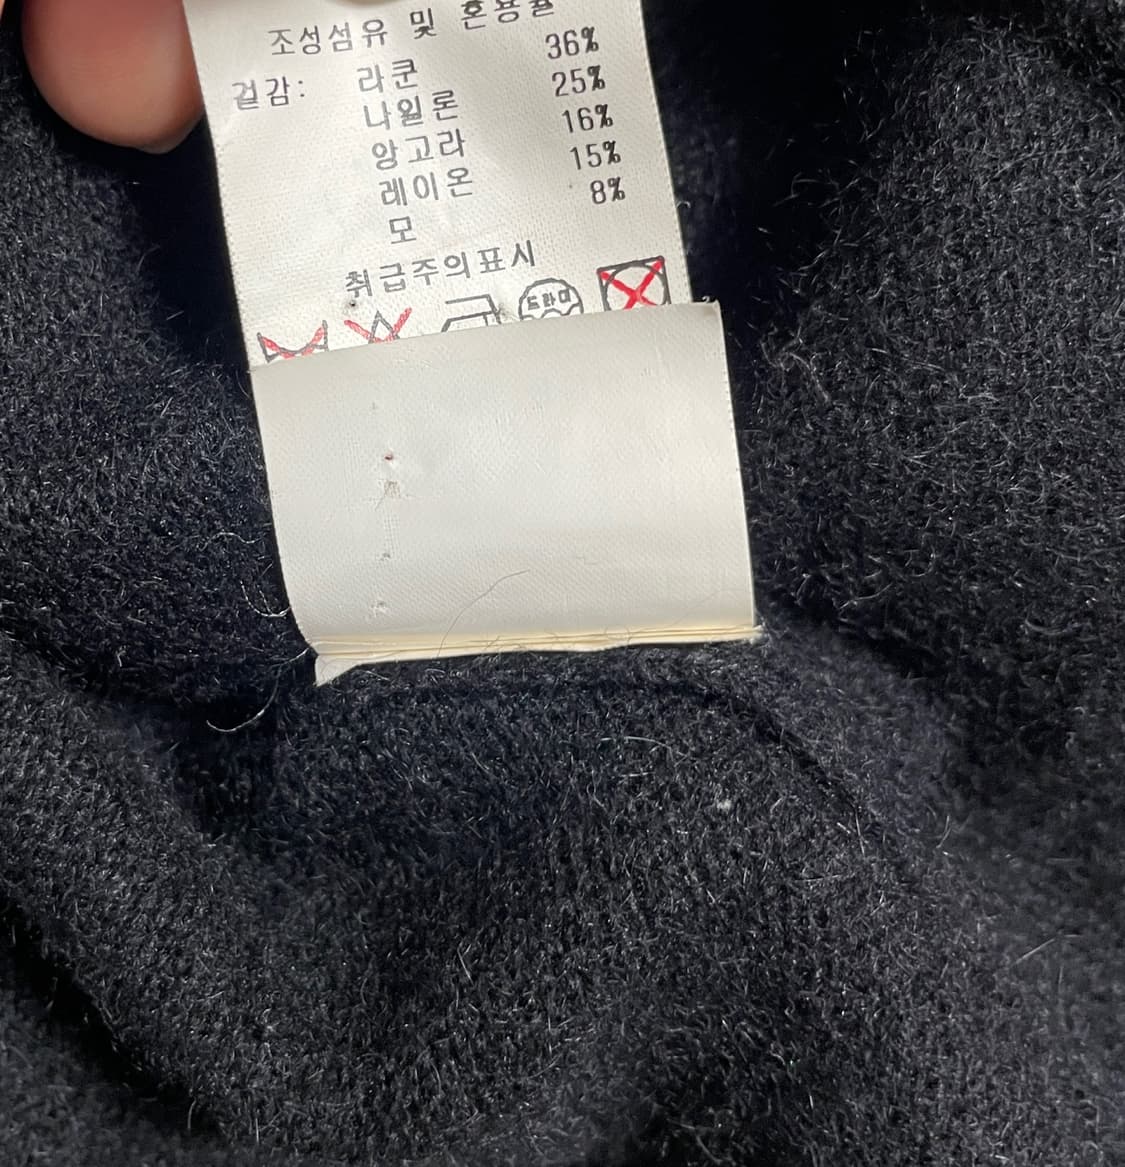 조성섬유 및 혼용율
겉감: 라쿤 36%
나일론 25%
앙고라 16%
레이온 15%
모 8%
취급주의표시
드라이